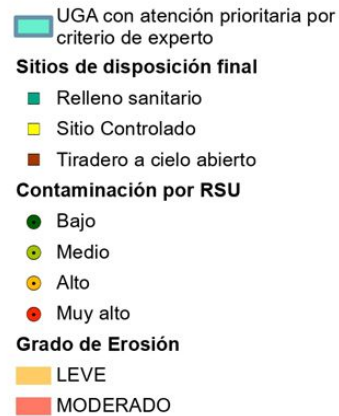 UGA con atención prioritaria por
criterio de experto
Sitios de disposición final
Relleno sanitario
Sitio Controlado
Tiradero a cielo abierto
Contaminación por RSU
Bajo
Medio
Alto
Muy alto
Grado de Erosión
LEVE
MODERADO